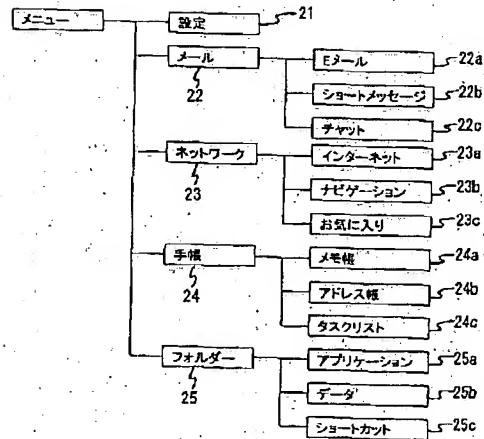 メニュー
設定
21
メール
22
Eメール
22a
ショートメッセージ
22b
チャット
22c
ネットワーク
23
インターネット
23a
ナビゲーション
23b
お気に入り
23c
手帳
24
メモ帳
24a
アドレス帳
24b
タスクリスト
24c
フォルダー
25
アプリケーション
25a
データ
25b
ショートカット
25c